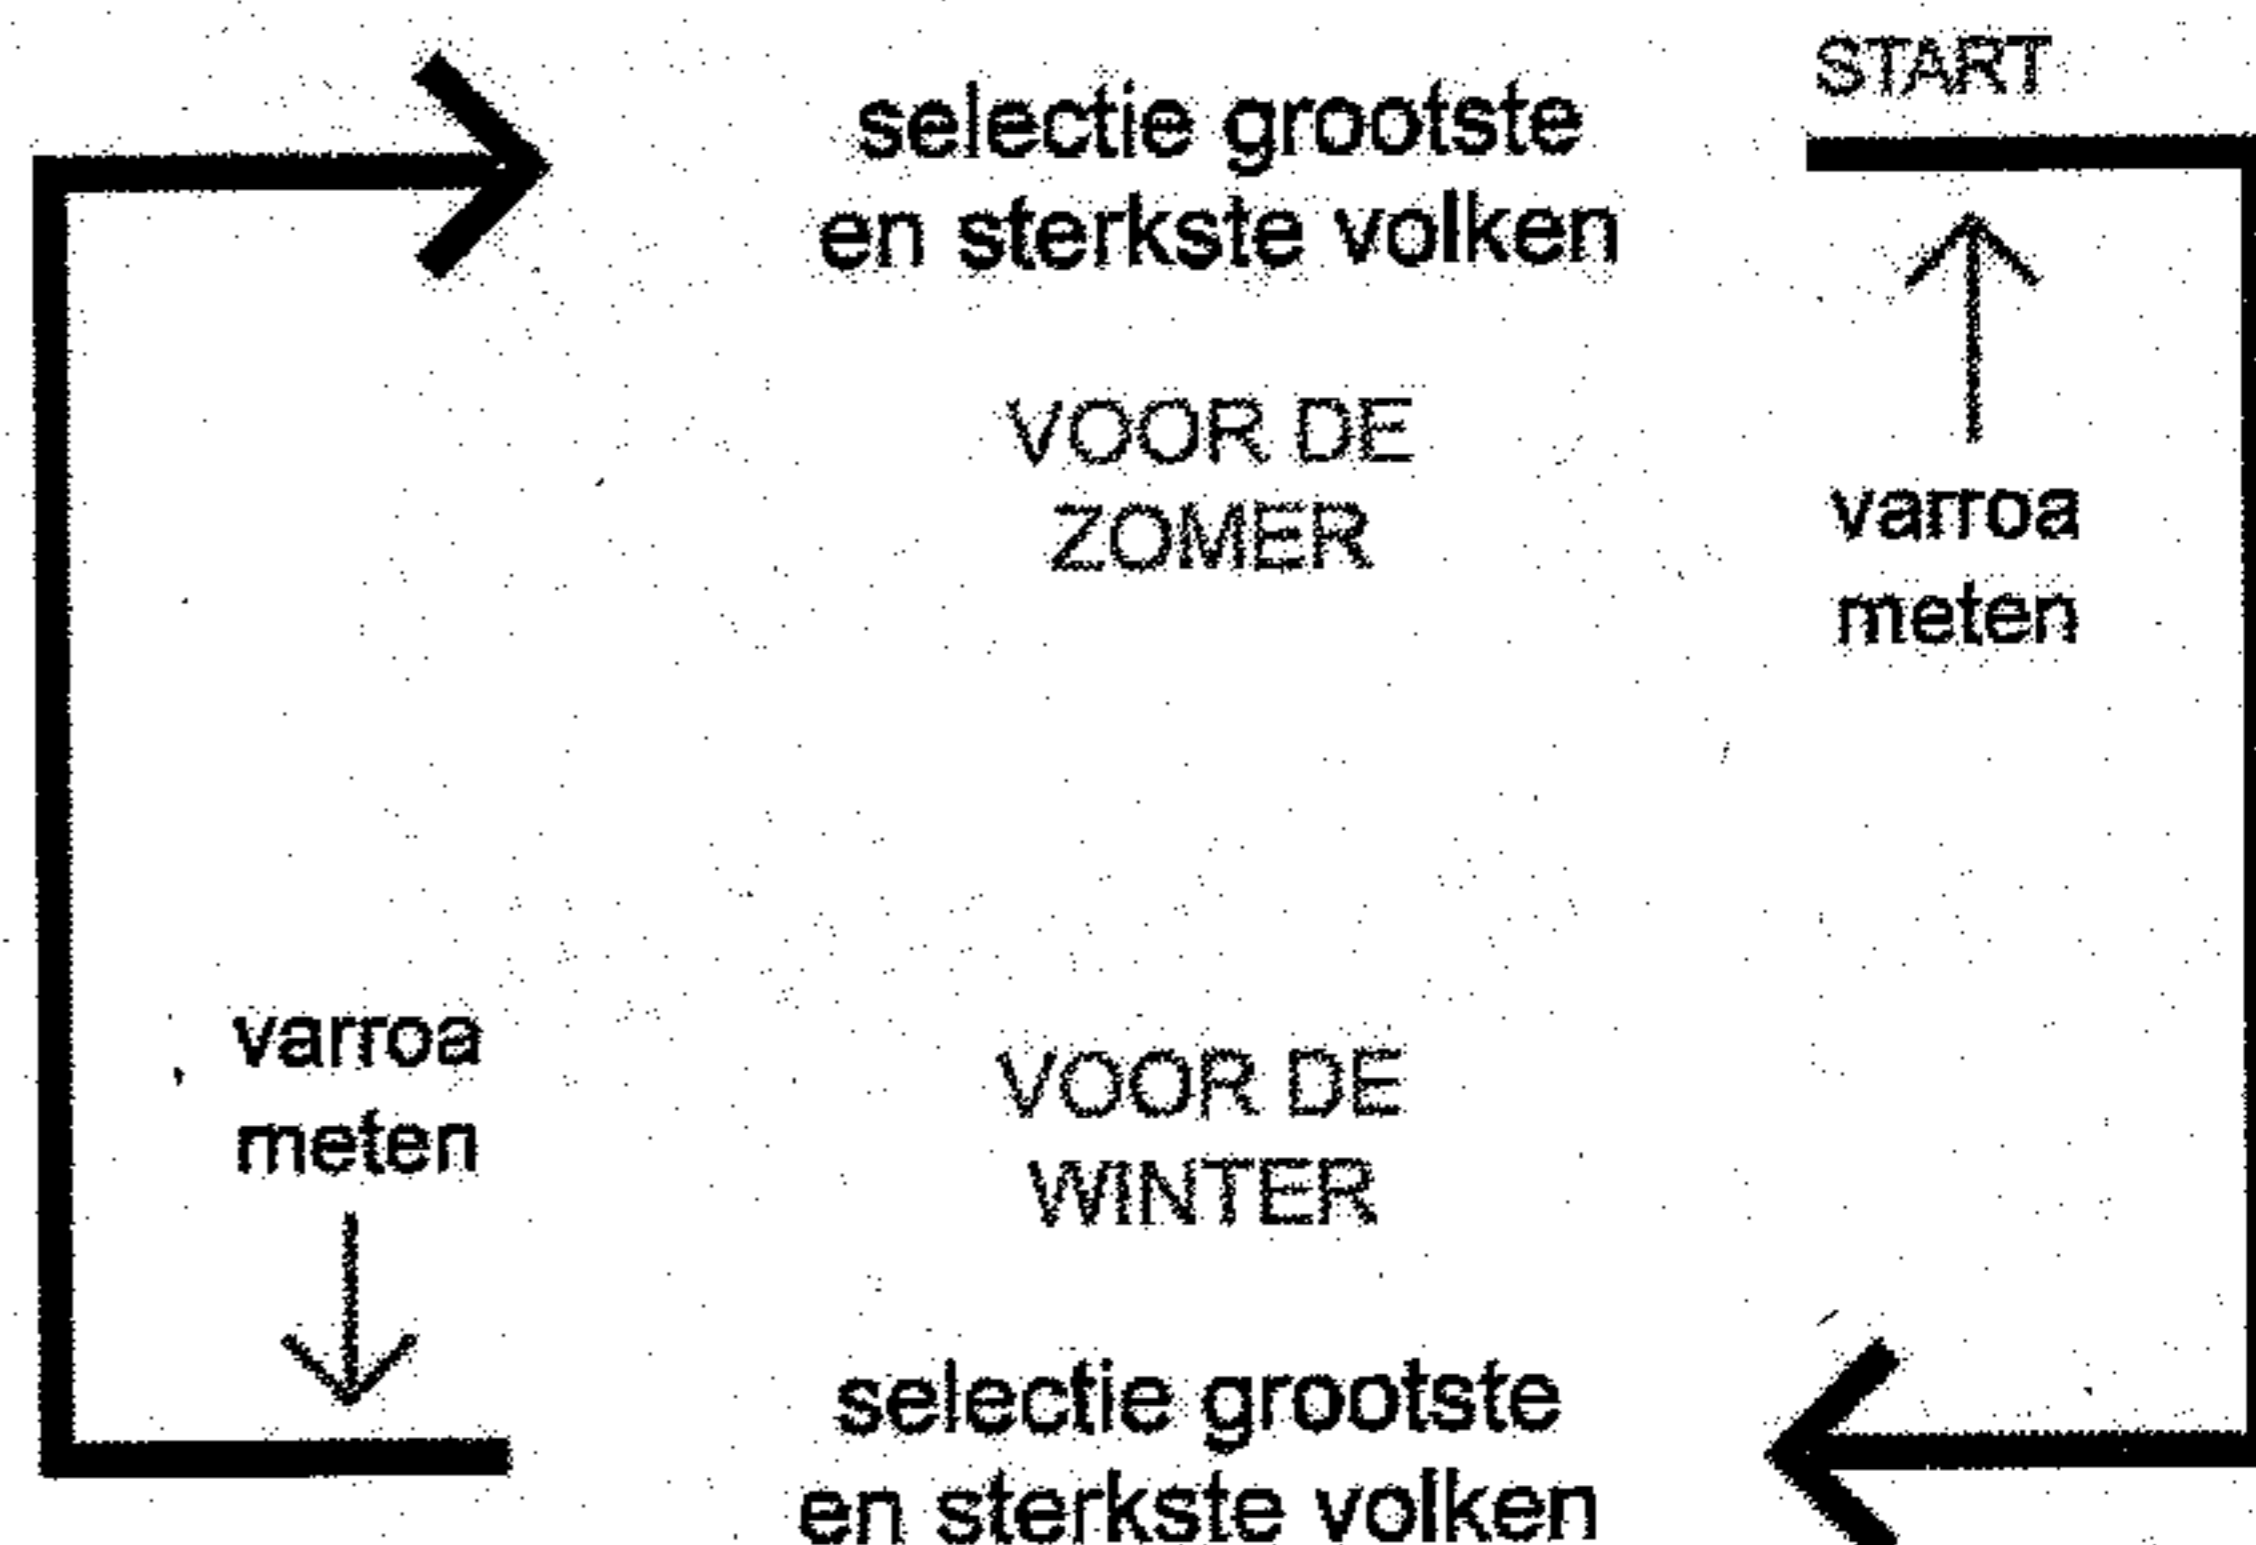 START
selectie grootste
en sterkste volken
VOOR DE
ZOMER
varroa
meten
varroa
meten
VOOR DE
WINTER
selectie grootste
en sterkste volken